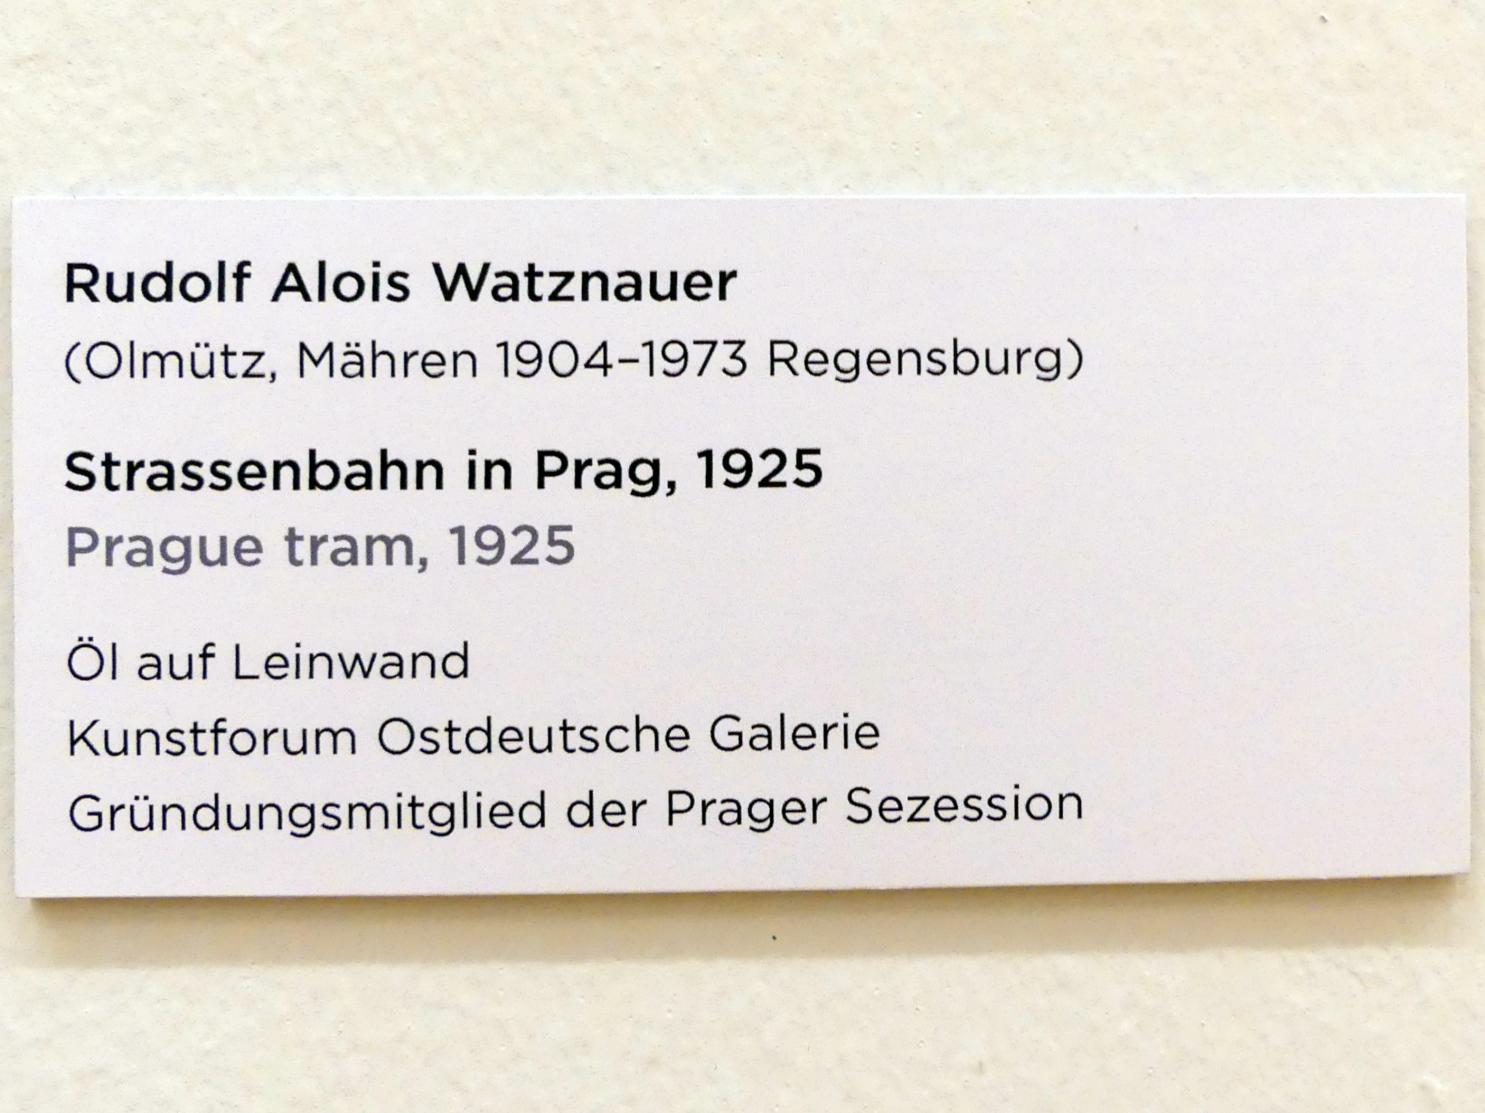 Rudolf Alois Watznauer
(Olmütz, Mähren 1904–1973 Regensburg)
Strassenbahn in Prag, 1925
Prague tram, 1925
Öl auf Leinwand
Kunstforum Ostdeutsche Galerie
Gründungsmitglied der Prager Sezession